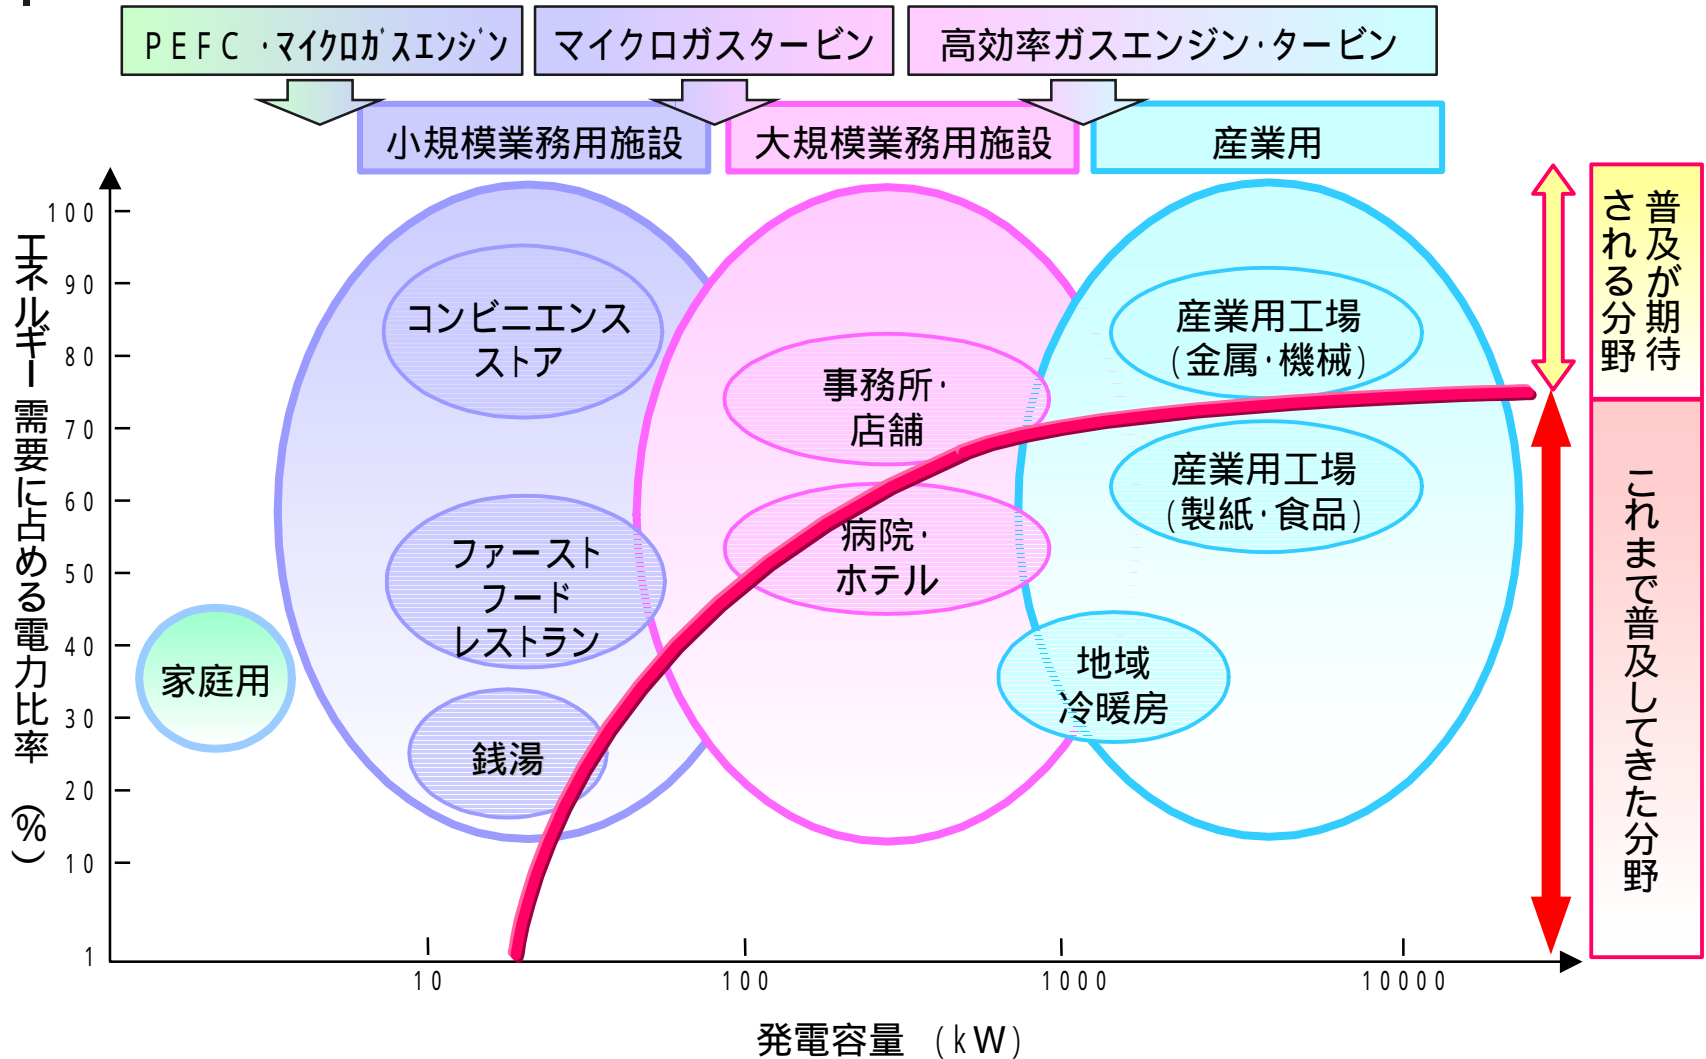 PEFC・マイクロガスエンジン
マイクロガスタービン
高効率ガスエンジン・タービン
小規模業務用施設
大規模業務用施設
産業用
エネルギー需要に占める電力比率 (%)
100
90
80
70
60
50
40
30
20
10
1
コンビニエンス
ストア
ファースト
フード
レストラン
銭湯
家庭用
事務所・
店舗
病院・
ホテル
産業用工場
(金属・機械)
産業用工場
(製紙・食品)
地域
冷暖房
普及が期待
される分野
これまで普及してきた分野
10
100
1000
10000
発電容量 (kW)